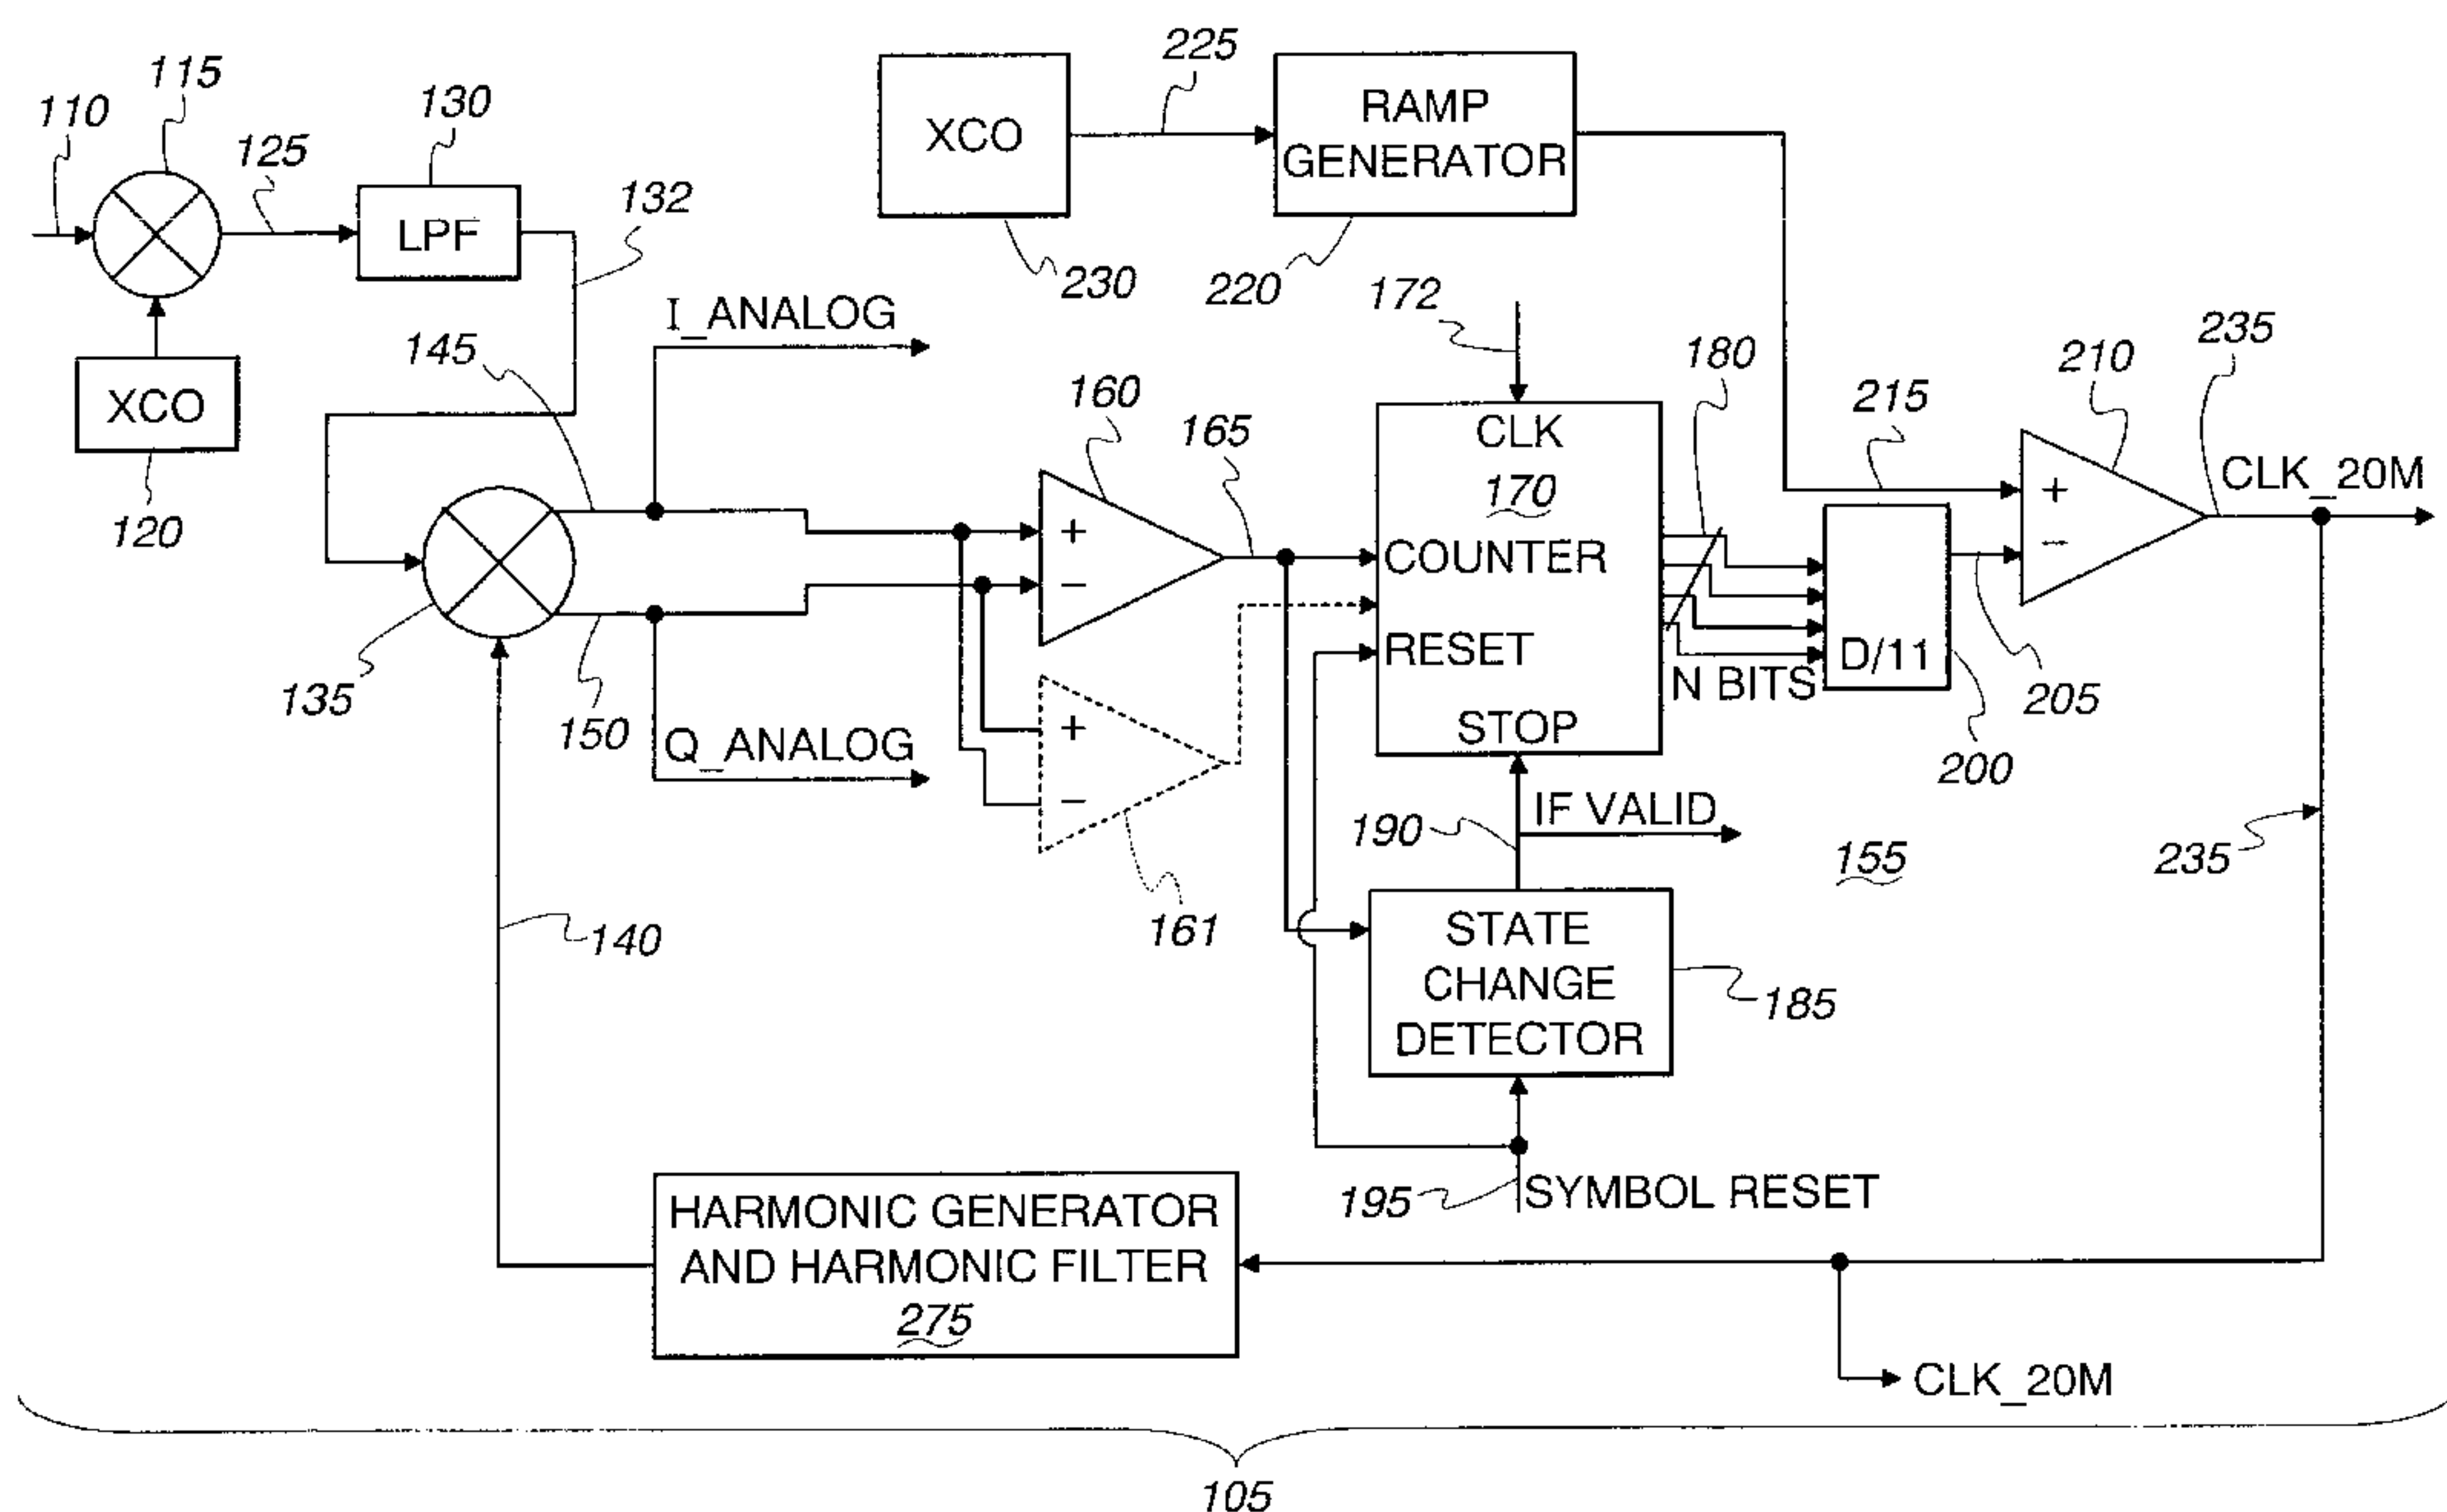 115
110
125
130
LPF
132
XCO
120
XCO
225
RAMP
GENERATOR
230
220
172
I_ANALOG
145
160
165
CLK
170
COUNTER
RESET
STOP
180
N BITS
D/11
200
205
215
210
235
CLK_20M
+
−
+
−
+
−
135
150
Q_ANALOG
161
140
190
IF VALID
155
235
STATE
CHANGE
DETECTOR
185
195
SYMBOL RESET
HARMONIC GENERATOR
AND HARMONIC FILTER
275
CLK_20M
105